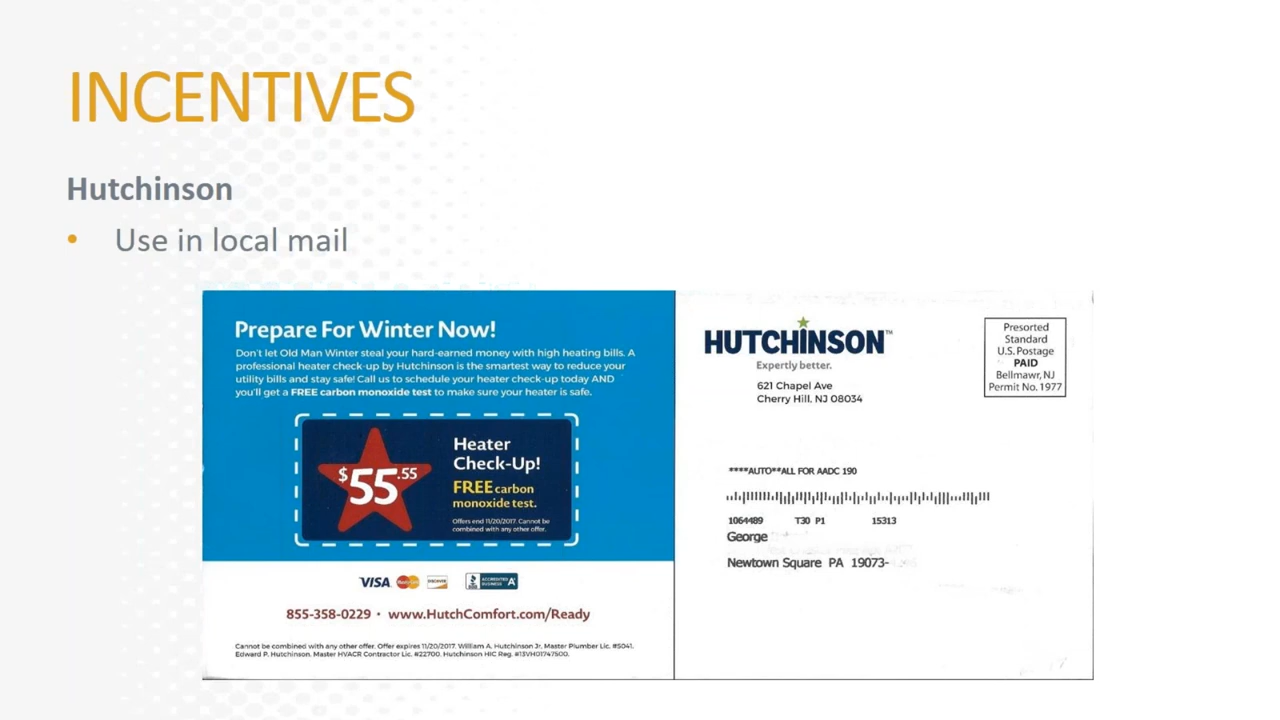 INCENTIVES
Hutchinson
• Use in local mail
Prepare For Winter Now!
Don't let Old Man Winter steal your hard-earned money with high heating bills. A
professional heater check-up by Hutchinson is the smartest way to reduce your
utility bills and stay safe! Call us to schedule your heater check-up today AND
you'll get a FREE carbon monoxide test to make sure your heater is safe.
$55.55
Heater
Check-Up!
FREE carbon
monoxide test.
Offers end 11/20/2017. Cannot be
combined with any other offer.
VISA MasterCard DISCOVER ACCREDITED BUSINESS A+
855-358-0229 • www.HutchComfort.com/Ready
Cannot be combined with any other offer. Offer expires 11/20/2017. William A. Hutchinson Jr. Master Plumber Lic. #5041.
Edward P. Hutchinson. Master HVACR Contractor Lic. #22700. Hutchinson HIC Reg. #13VH01747500.
HUTCHINSON™
Expertly better.
621 Chapel Ave
Cherry Hill, NJ 08034
Presorted
Standard
U.S. Postage
PAID
Bellmawr, NJ
Permit No. 1977
****AUTO**ALL FOR AADC 190
1064489 T30 P1 15313
George
Newtown Square PA 19073-